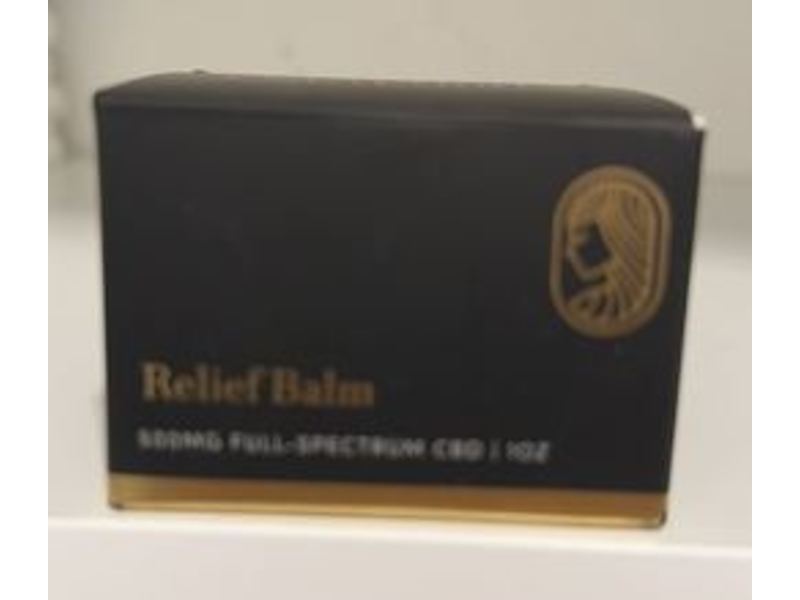 Relief Balm
500MG FULL-SPECTRUM CBD | 1OZ